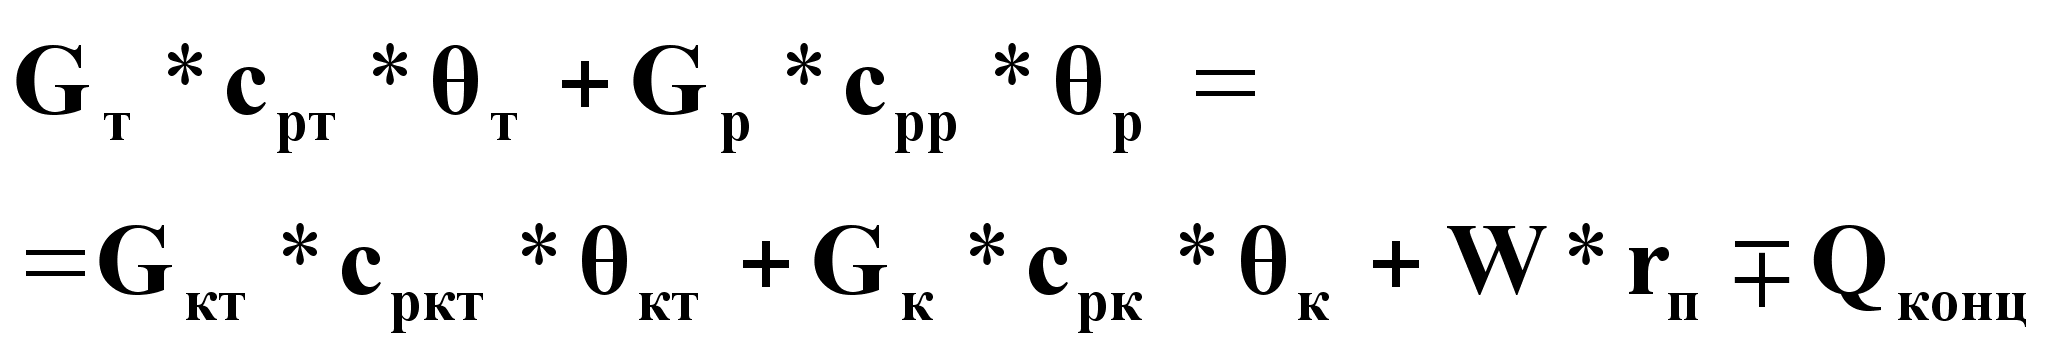 Gт *cрт *θт +Gр *cрр *θр =
=Gкт *cркт *θкт +Gк *cрк *θк +W*rп ∓Qконц